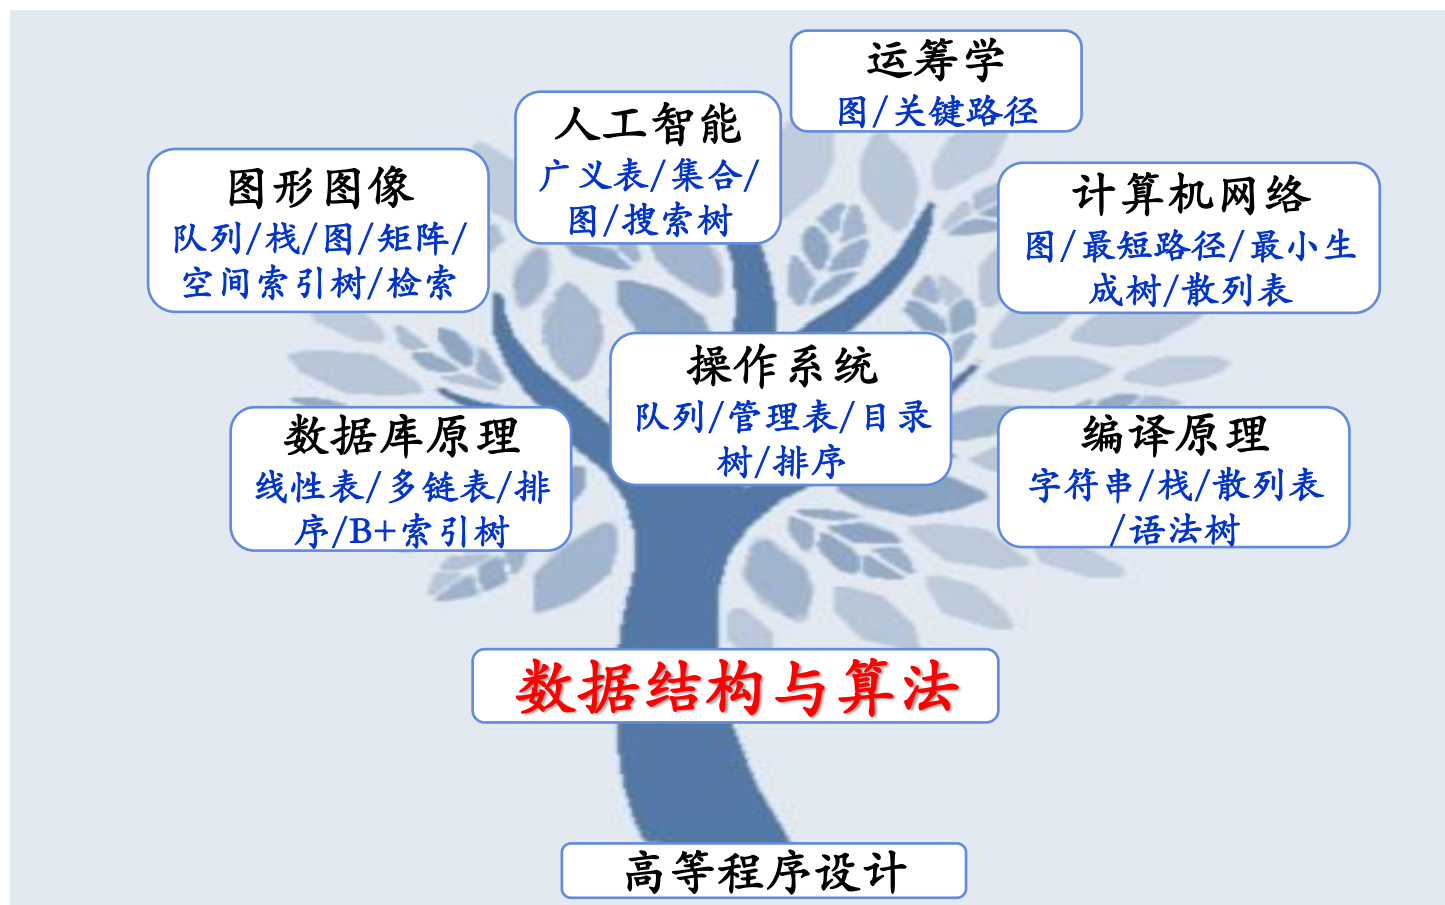 运筹学
图/关键路径
人工智能
广义表/集合/
图/搜索树
图形图像
队列/栈/图/矩阵/
空间索引树/检索
计算机网络
图/最短路径/最小生
成树/散列表
操作系统
队列/管理表/目录
树/排序
数据库原理
线性表/多链表/排
序/B+索引树
编译原理
字符串/栈/散列表
/语法树
数据结构与算法
高等程序设计